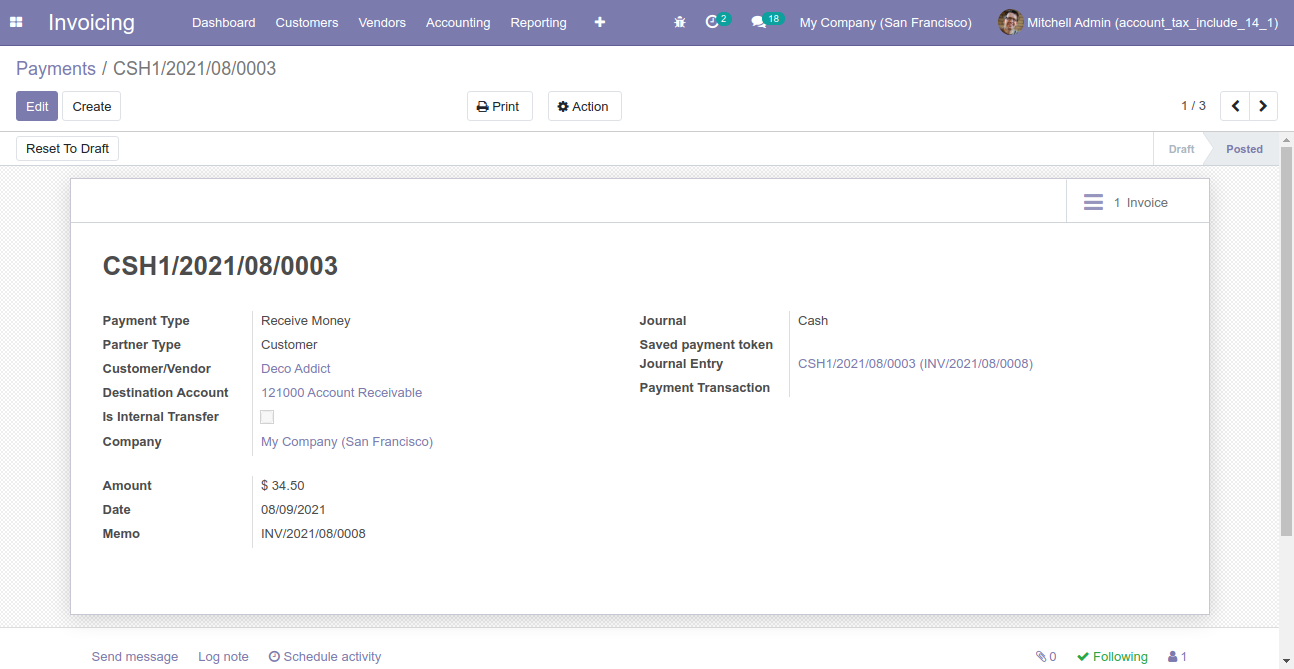 Invoicing Dashboard Customers Vendors Accounting Reporting 2 18 My Company (San Francisco) Mitchell Admin (account_tax_include_14_1)
Payments / CSH1/2021/08/0003
Edit Create Print Action 1 / 3
Reset To Draft Draft Posted
1 Invoice
CSH1/2021/08/0003
Payment Type Receive Money Journal Cash
Partner Type Customer Saved payment token
Customer/Vendor Deco Addict Journal Entry CSH1/2021/08/0003 (INV/2021/08/0008)
Destination Account 121000 Account Receivable Payment Transaction
Is Internal Transfer
Company My Company (San Francisco)
Amount $ 34.50
Date 08/09/2021
Memo INV/2021/08/0008
Send message Log note Schedule activity 0 Following 1